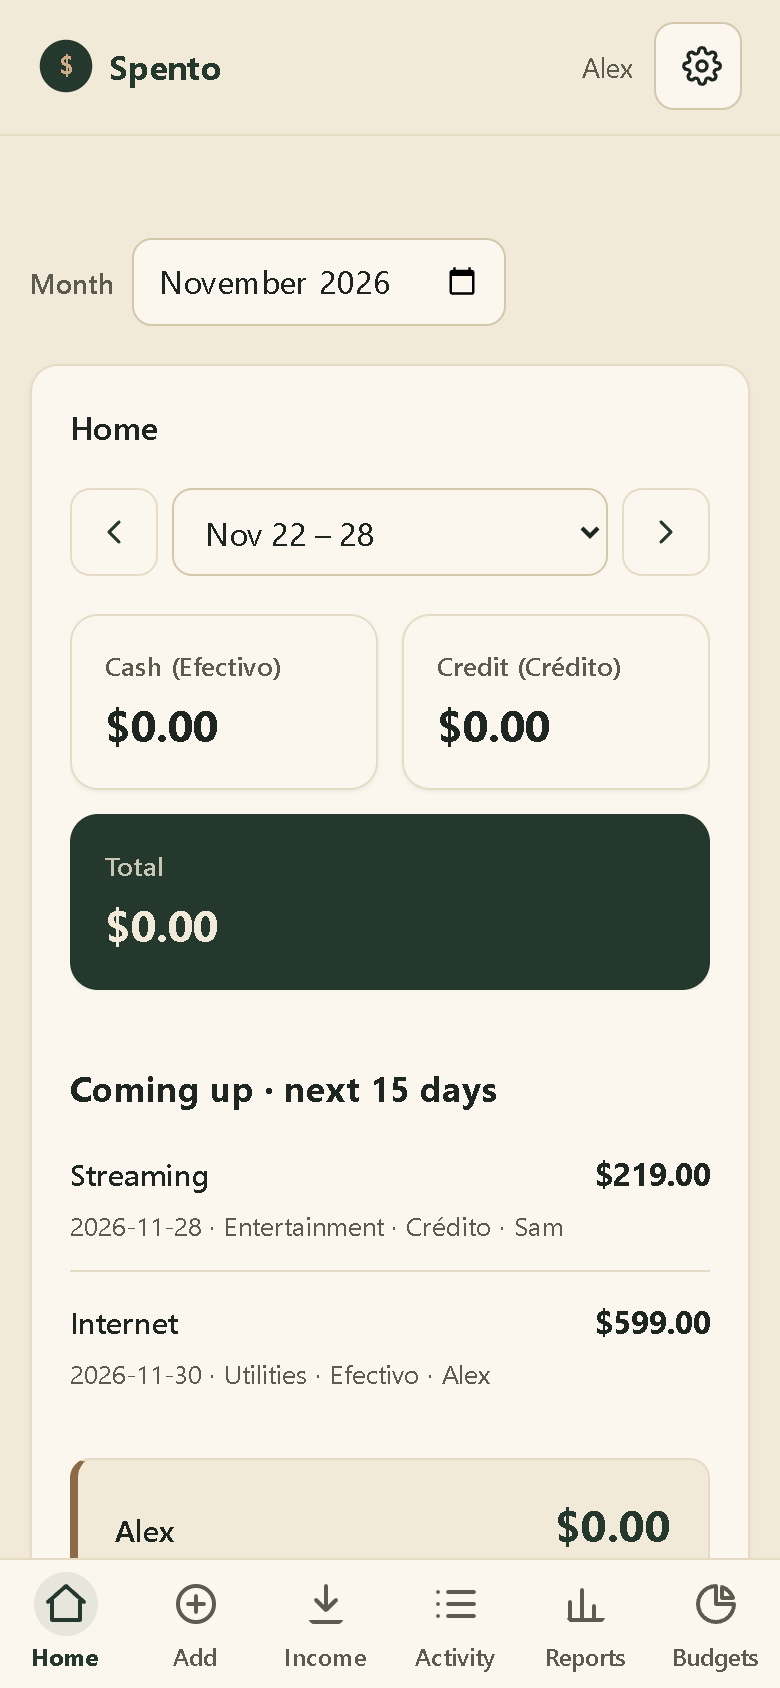 $ Spento
Alex
Month
November 2026
Home
Nov 22 – 28
Cash (Efectivo)
$0.00
Credit (Crédito)
$0.00
Total
$0.00
Coming up · next 15 days
Streaming
$219.00
2026-11-28 · Entertainment · Crédito · Sam
Internet
$599.00
2026-11-30 · Utilities · Efectivo · Alex
Alex
$0.00
Home
Add
Income
Activity
Reports
Budgets